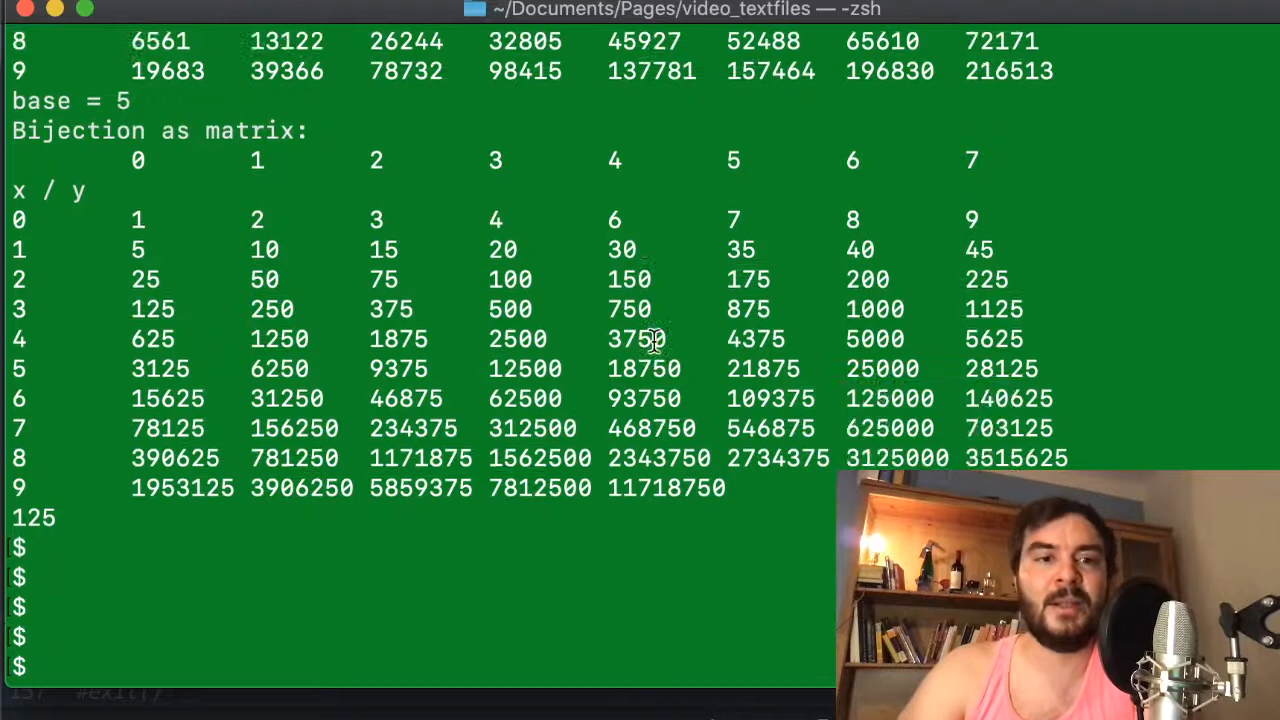 ~/Documents/Pages/video_textfiles — -zsh
8 6561 13122 26244 32805 45927 52488 65610 72171
9 19683 39366 78732 98415 137781 157464 196830 216513
base = 5
Bijection as matrix:
0 1 2 3 4 5 6 7
x / y
0 1 2 3 4 6 7 8 9
1 5 10 15 20 30 35 40 45
2 25 50 75 100 150 175 200 225
3 125 250 375 500 750 875 1000 1125
4 625 1250 1875 2500 3750 4375 5000 5625
5 3125 6250 9375 12500 18750 21875 25000 28125
6 15625 31250 46875 62500 93750 109375 125000 140625
7 78125 156250 234375 312500 468750 546875 625000 703125
8 390625 781250 1171875 1562500 2343750 2734375 3125000 3515625
9 1953125 3906250 5859375 7812500 11718750
125
[$
[$
[$
[$
[$
137 #exit()